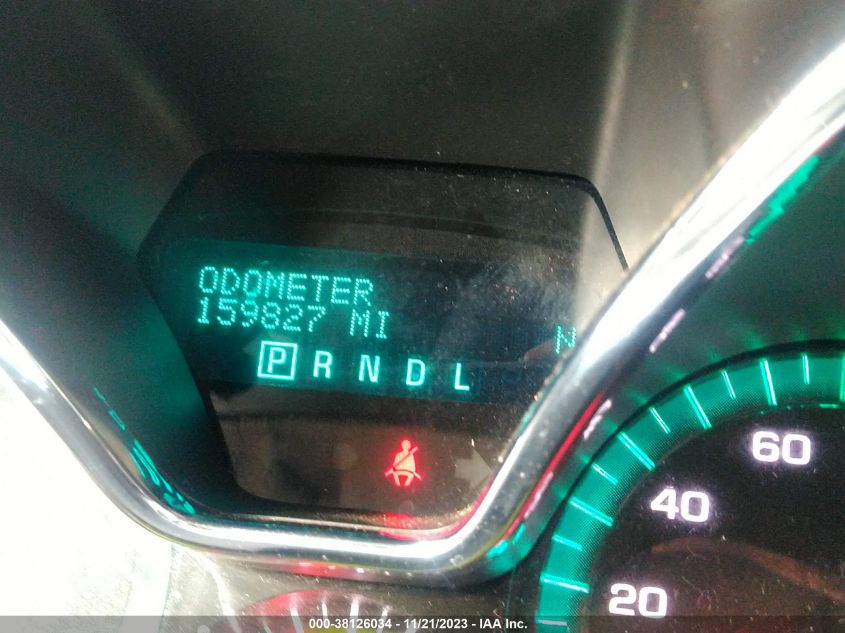 ODOMETER
159827 MI
N
P R N D L
60
40
20
000-38126034 - 11/21/2023 - IAA Inc.